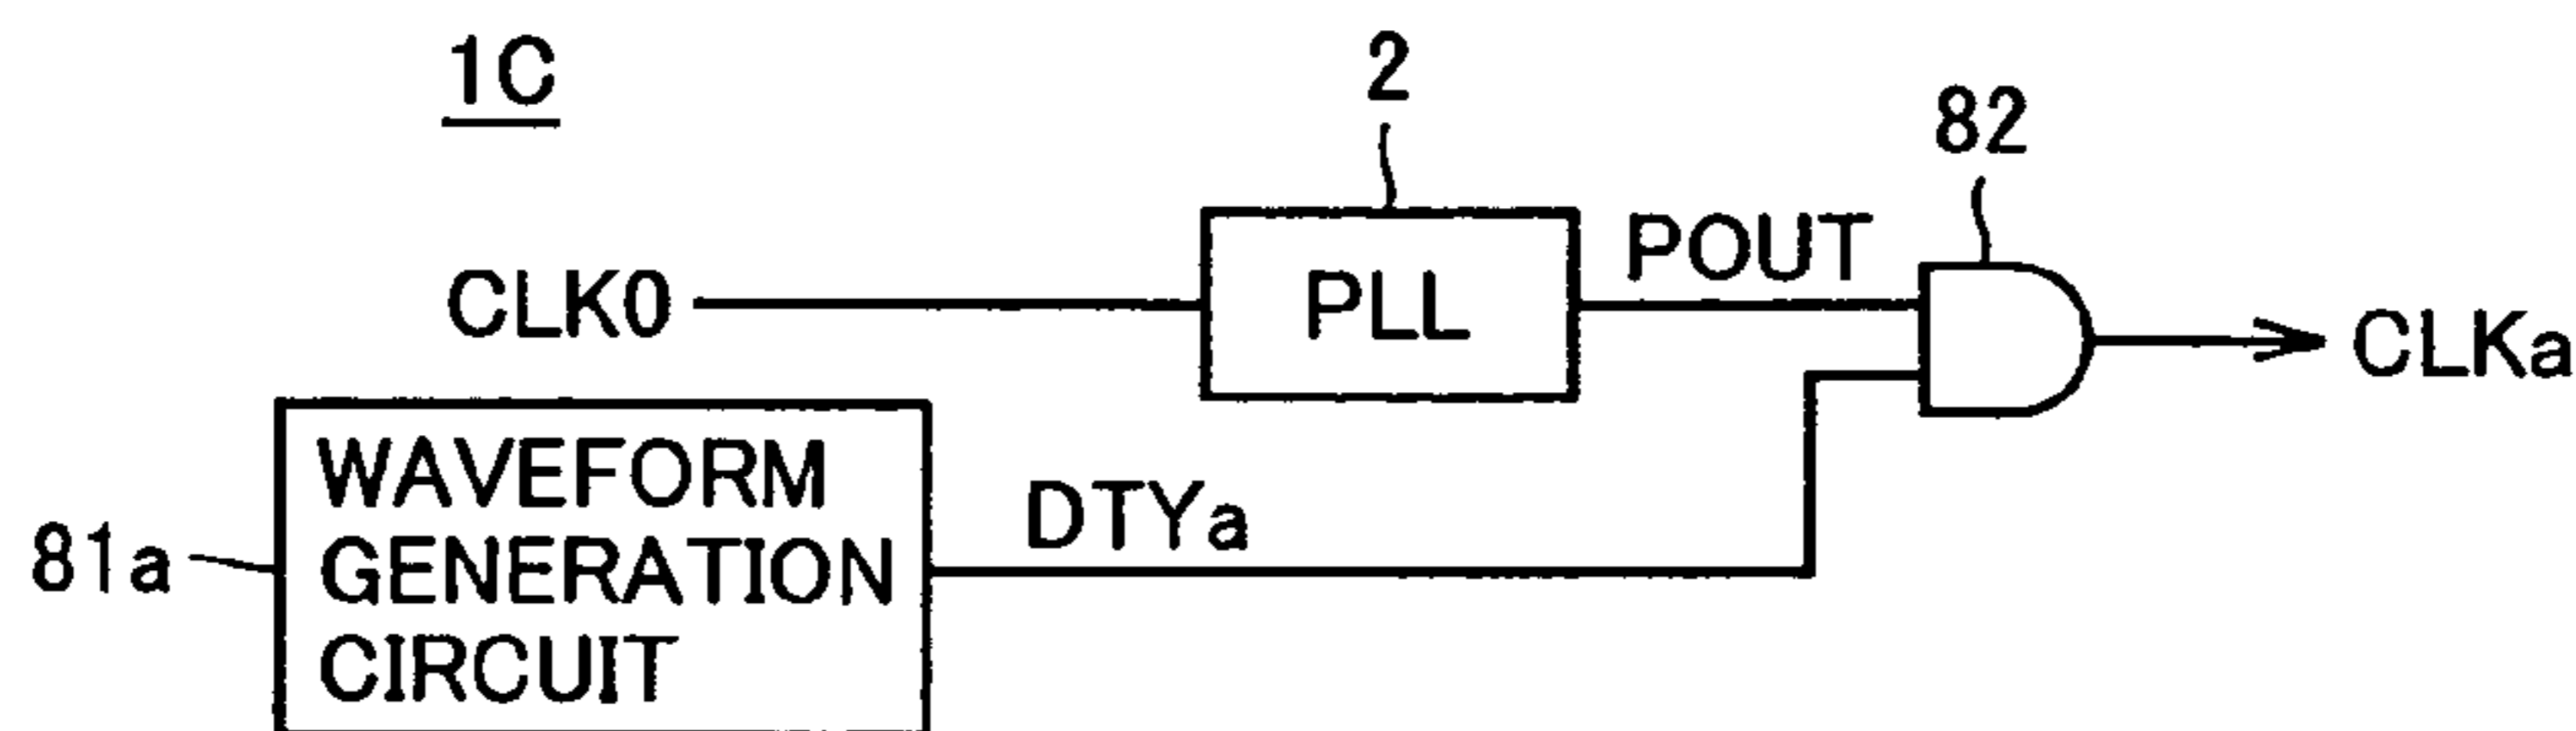 1C
2
82
CLK0
PLL
POUT
CLKa
81a
WAVEFORM
GENERATION
CIRCUIT
DTYa